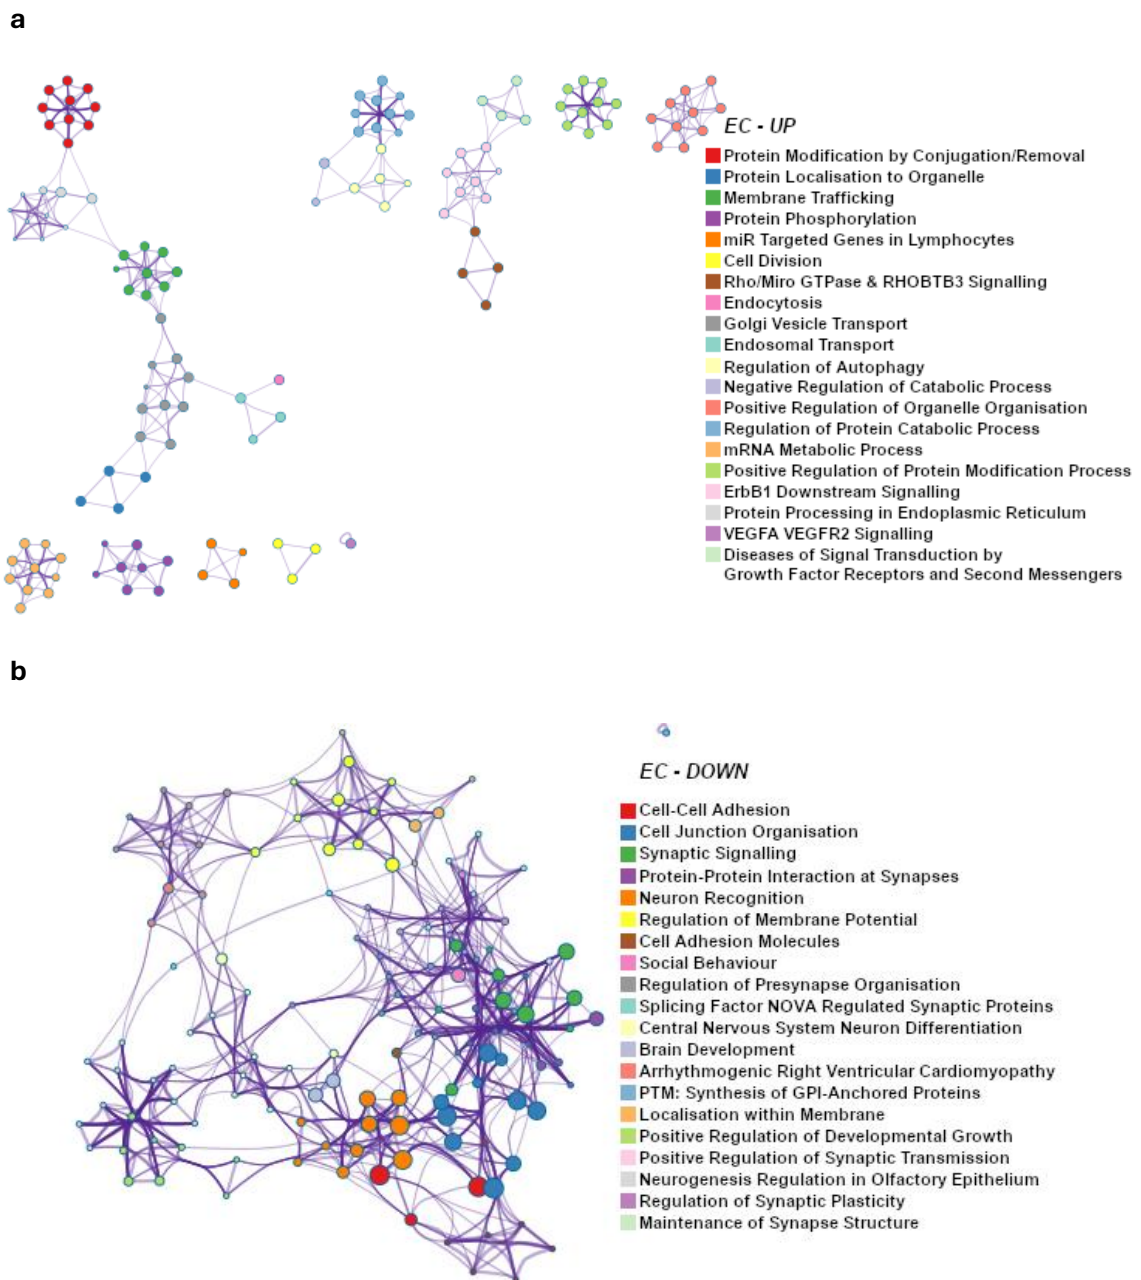 a
EC - UP
Protein Modification by Conjugation/Removal
Protein Localisation to Organelle
Membrane Trafficking
Protein Phosphorylation
miR Targeted Genes in Lymphocytes
Cell Division
Rho/Miro GTPase & RHOBTB3 Signalling
Endocytosis
Golgi Vesicle Transport
Endosomal Transport
Regulation of Autophagy
Negative Regulation of Catabolic Process
Positive Regulation of Organelle Organisation
Regulation of Protein Catabolic Process
mRNA Metabolic Process
Positive Regulation of Protein Modification Process
ErbB1 Downstream Signalling
Protein Processing in Endoplasmic Reticulum
VEGFA VEGFR2 Signalling
Diseases of Signal Transduction by
Growth Factor Receptors and Second Messengers
b
EC - DOWN
Cell-Cell Adhesion
Cell Junction Organisation
Synaptic Signalling
Protein-Protein Interaction at Synapses
Neuron Recognition
Regulation of Membrane Potential
Cell Adhesion Molecules
Social Behaviour
Regulation of Presynapse Organisation
Splicing Factor NOVA Regulated Synaptic Proteins
Central Nervous System Neuron Differentiation
Brain Development
Arrhythmogenic Right Ventricular Cardiomyopathy
PTM: Synthesis of GPI-Anchored Proteins
Localisation within Membrane
Positive Regulation of Developmental Growth
Positive Regulation of Synaptic Transmission
Neurogenesis Regulation in Olfactory Epithelium
Regulation of Synaptic Plasticity
Maintenance of Synapse Structure